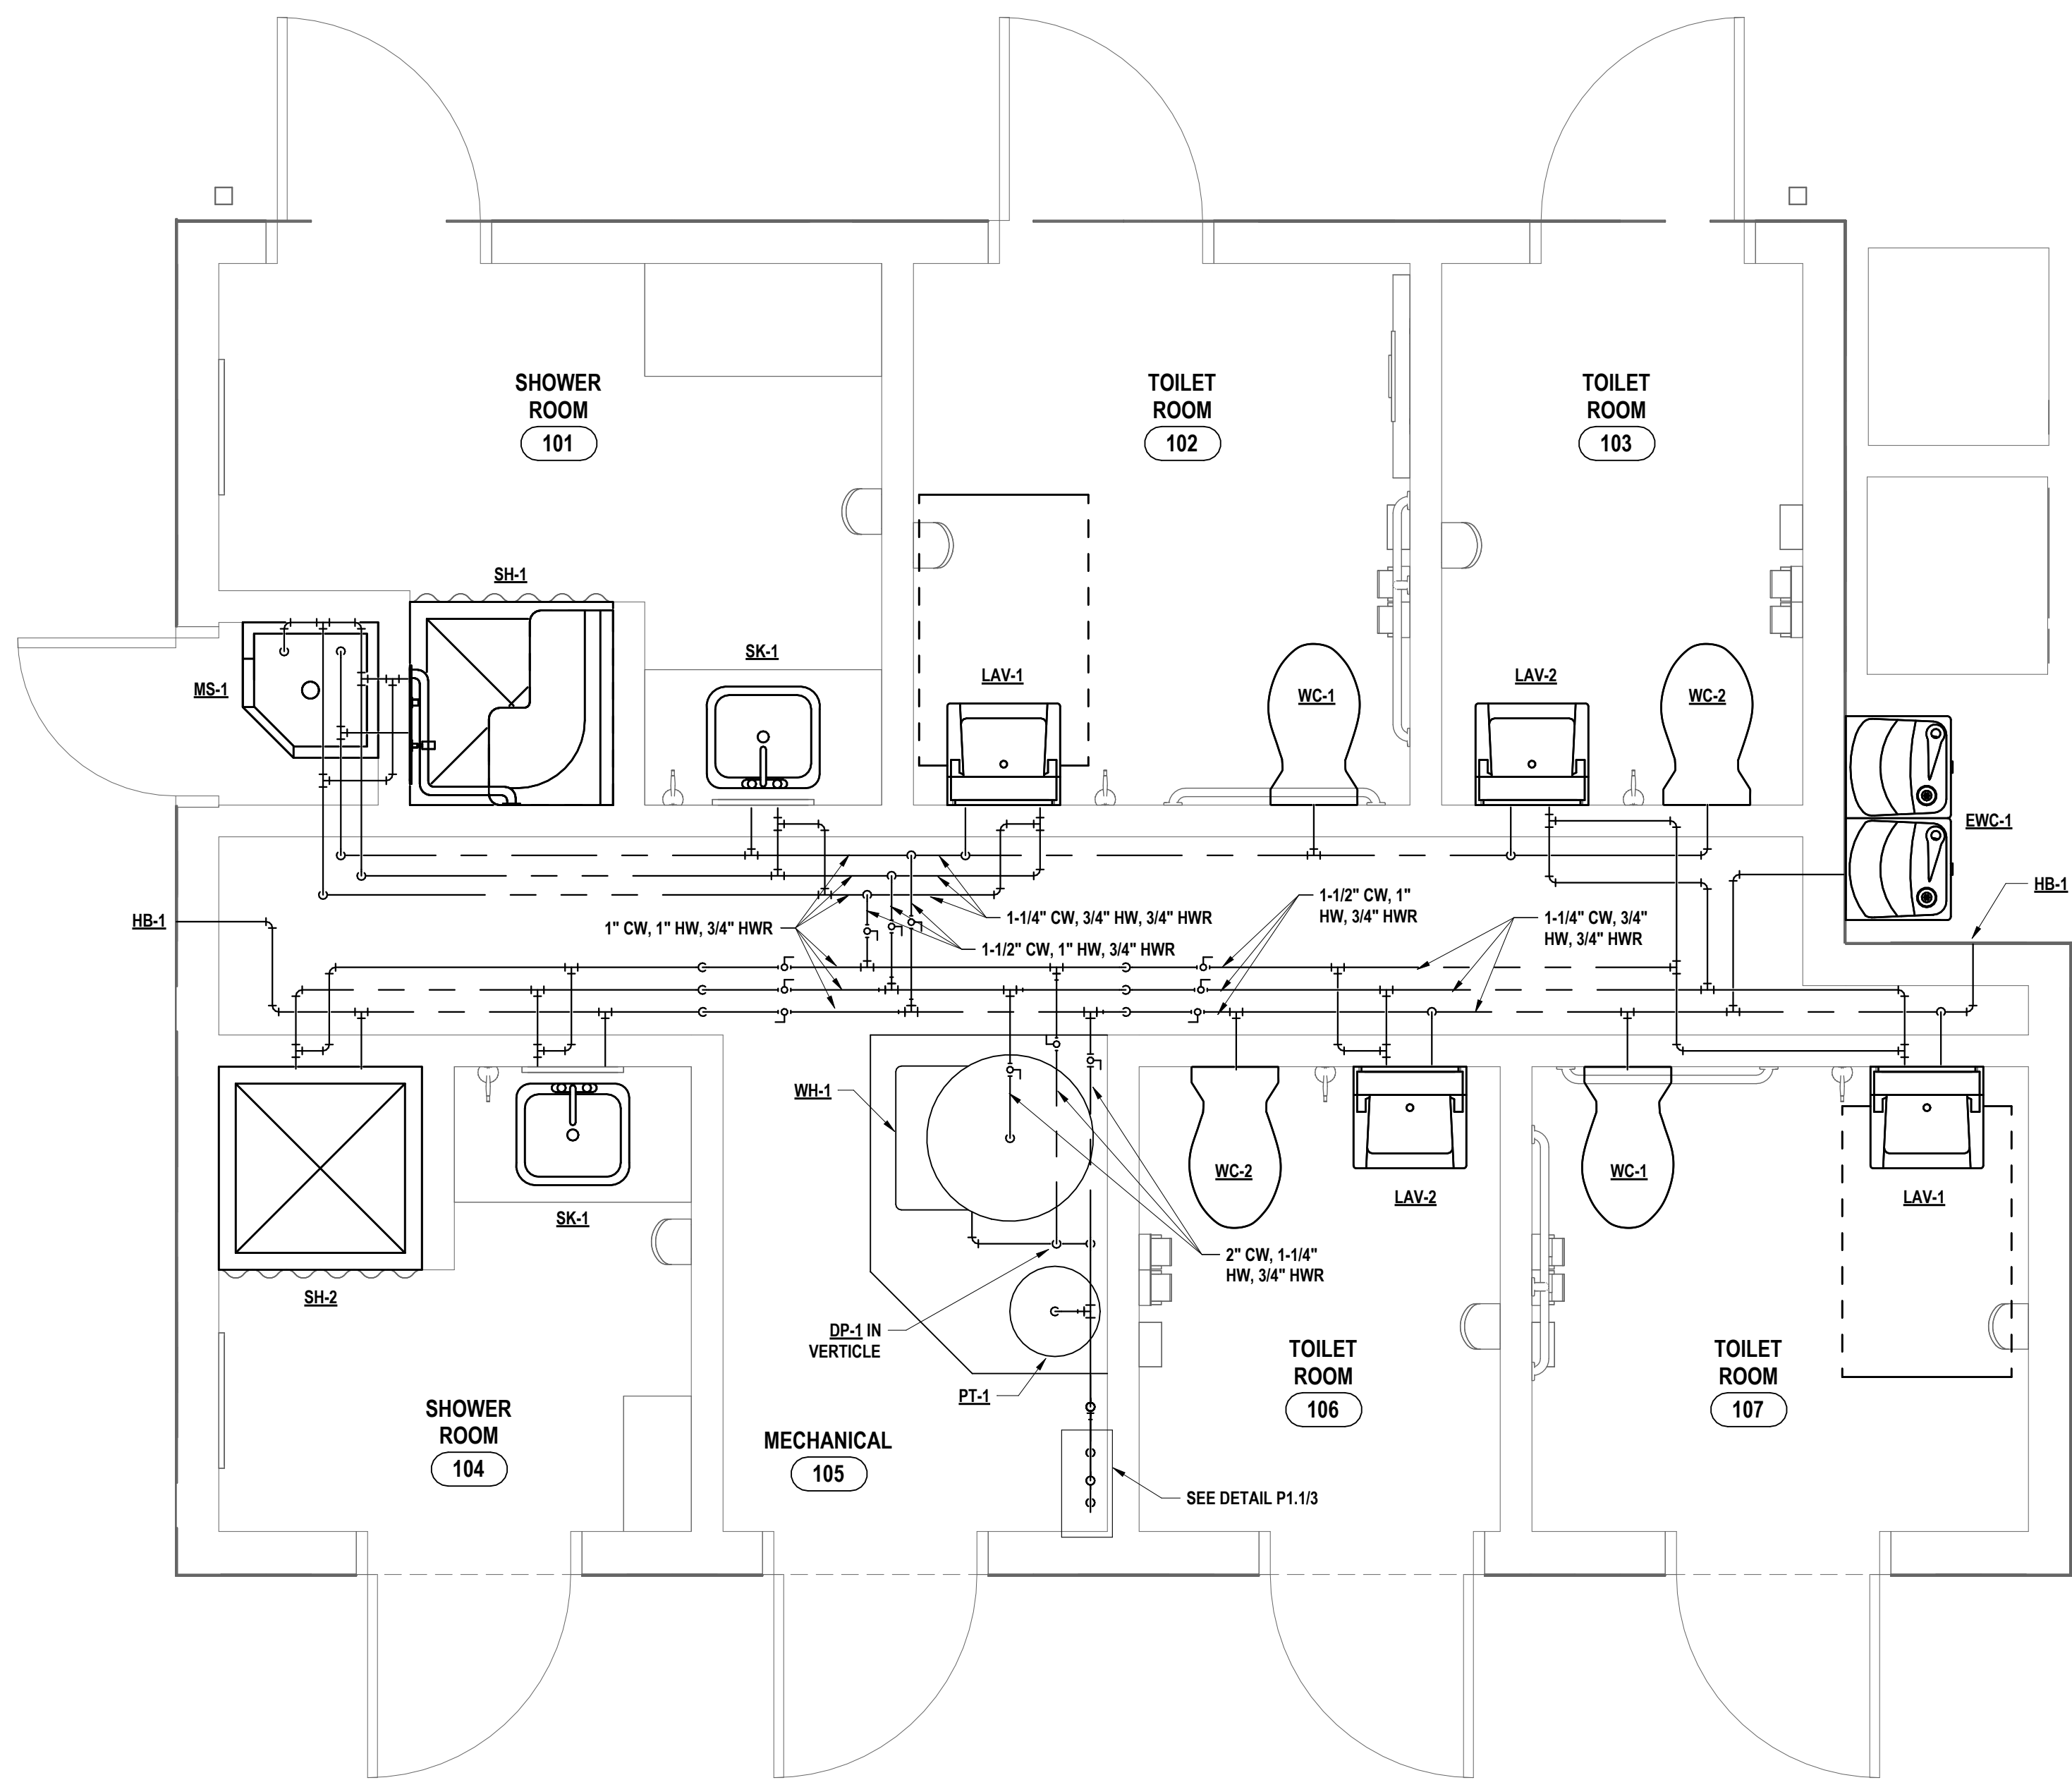 SHOWER
ROOM
101
TOILET
ROOM
102
TOILET
ROOM
103
SH-1
SK-1
MS-1
LAV-1
WC-1
LAV-2
WC-2
EWC-1
HB-1
HB-1
1" CW, 1" HW, 3/4" HWR
1-1/4" CW, 3/4" HW, 3/4" HWR
1-1/2" CW, 1" HW, 3/4" HWR
1-1/2" CW, 1"
HW, 3/4" HWR
1-1/4" CW, 3/4"
HW, 3/4" HWR
WH-1
WC-2
LAV-2
WC-1
LAV-1
SK-1
SH-2
2" CW, 1-1/4"
HW, 3/4" HWR
DP-1 IN
VERTICLE
PT-1
SHOWER
ROOM
104
MECHANICAL
105
TOILET
ROOM
106
TOILET
ROOM
107
SEE DETAIL P1.1/3